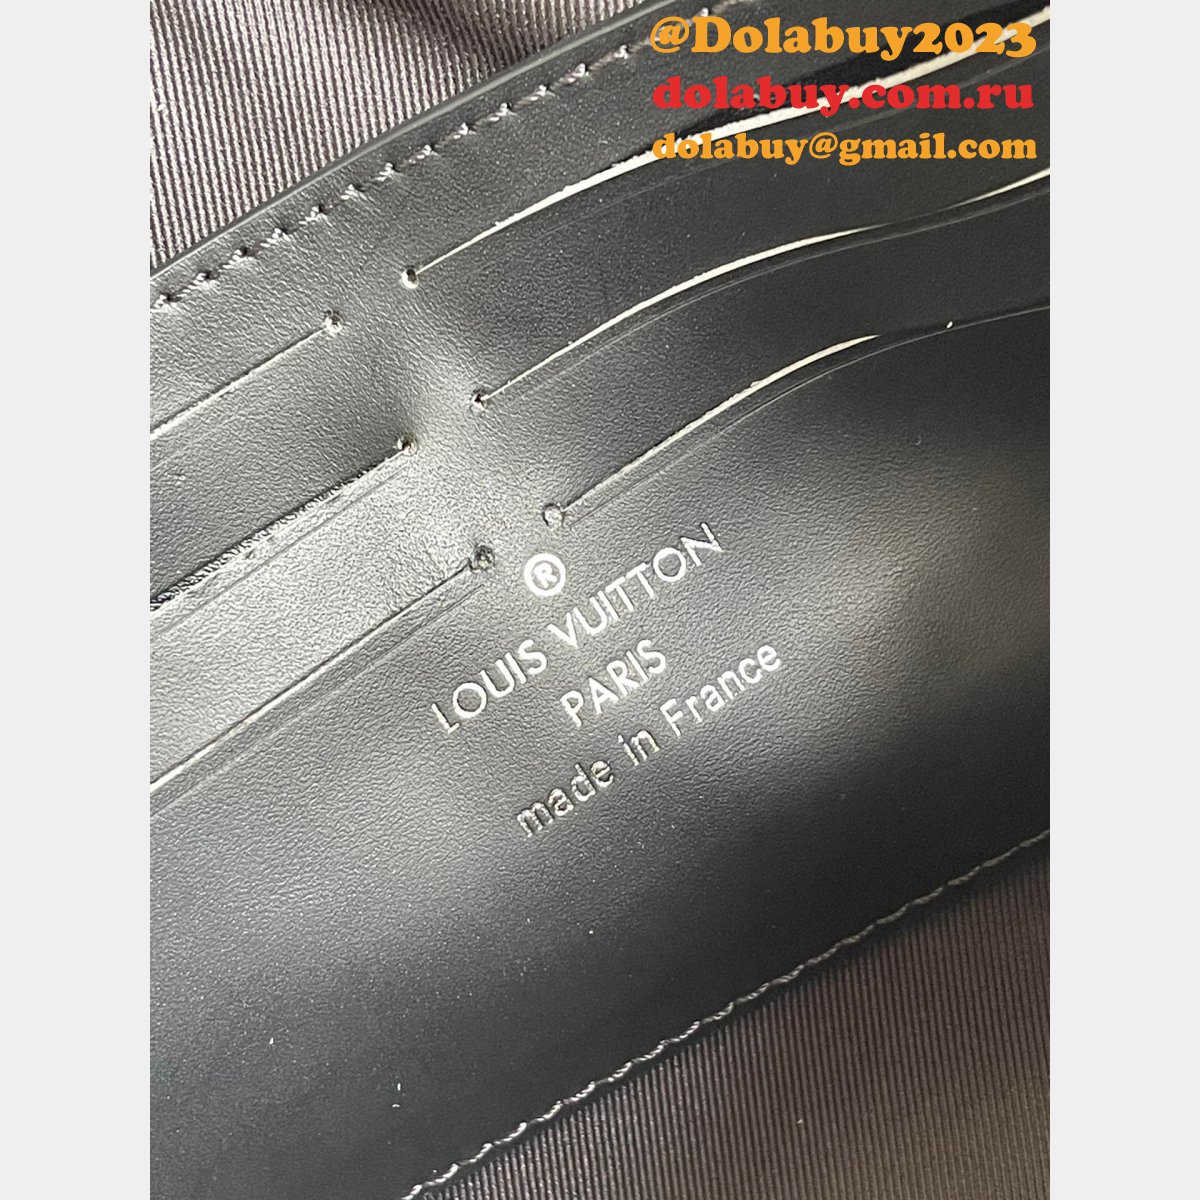 @Dolabuy2023
dolabuy.com.ru
dolabuy@gmail.com
®
LOUIS VUITTON
PARIS
made in France